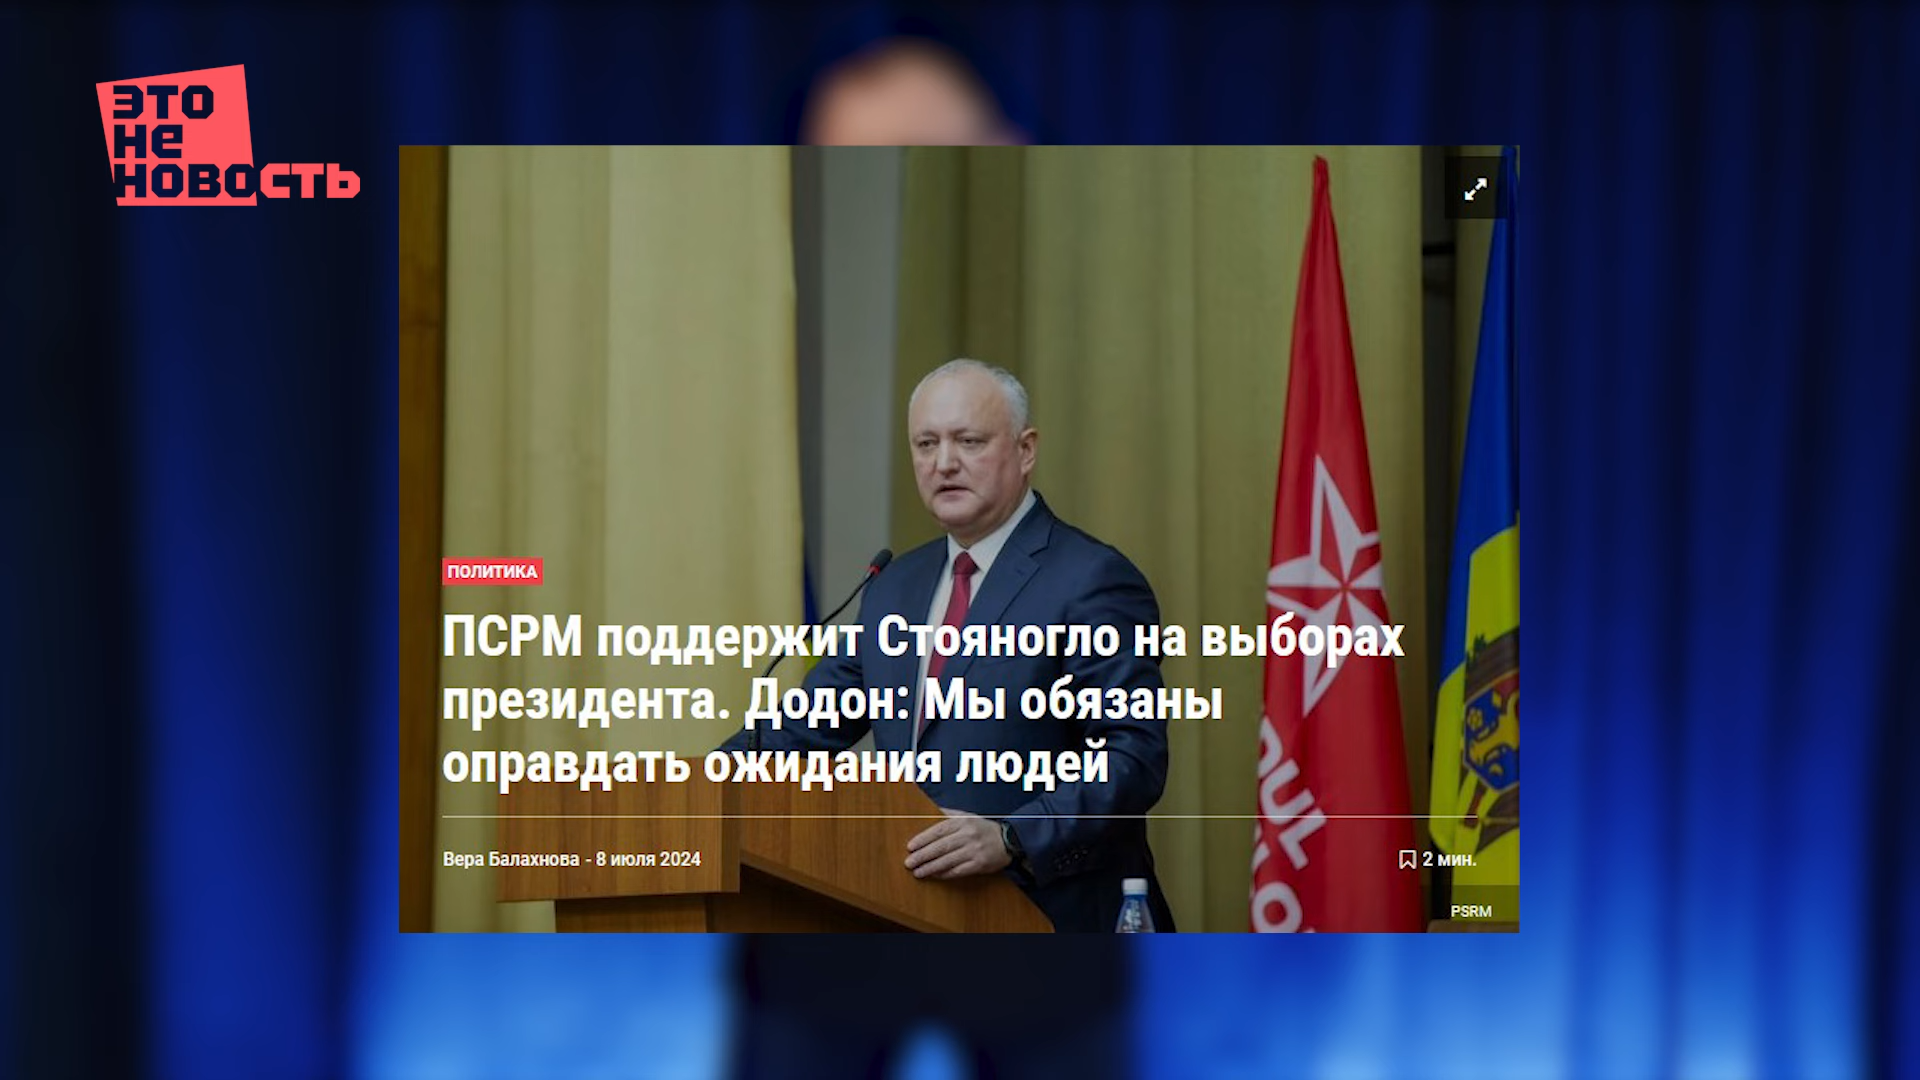 ЭТО
НЕ
НОВОСТЬ
ПОЛИТИКА
ПСРМ поддержит Стояногло на выборах
президента. Додон: Мы обязаны
оправдать ожидания людей
Вера Балахнова - 8 июля 2024
2 мин.
PSRM